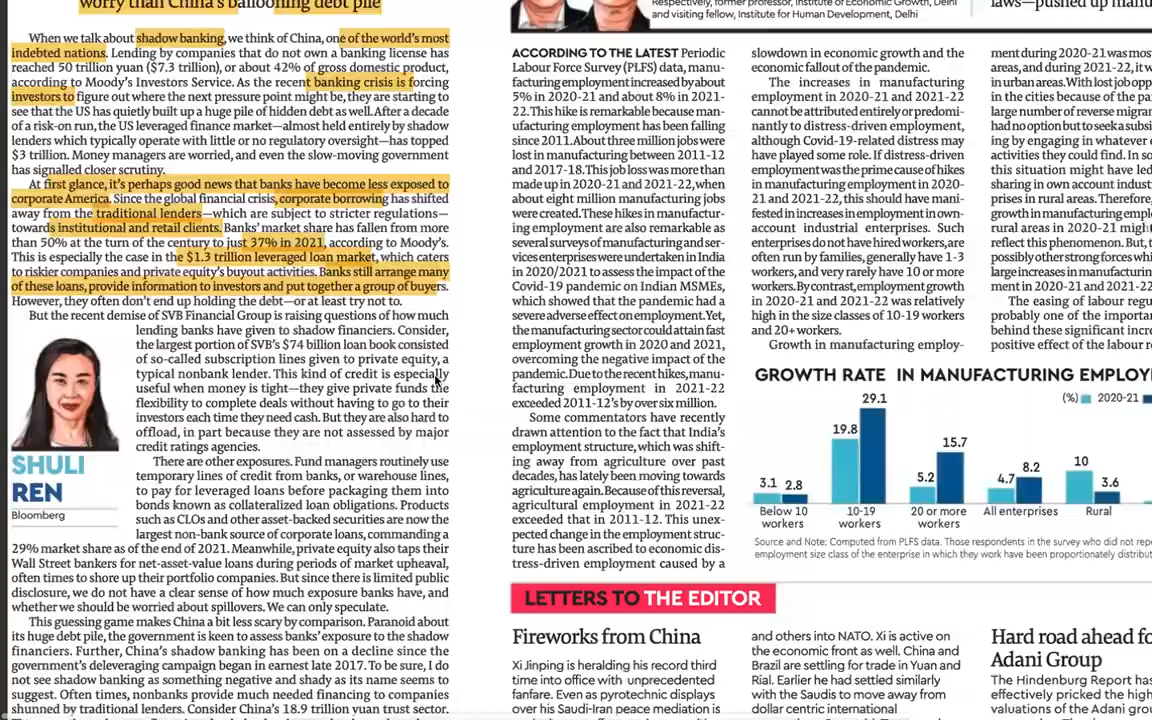 worry than China's ballooning debt pile
When we talk about shadow banking, we think of China, one of the world's most
indebted nations. Lending by companies that do not own a banking license has
reached 50 trillion yuan ($7.3 trillion), or about 42% of gross domestic product,
according to Moody's Investors Service. As the recent banking crisis is forcing
investors to figure out where the next pressure point might be, they are starting to
see that the US has quietly built up a huge pile of hidden debt as well. After a decade
of a risk-on run, the US leveraged finance market—almost held entirely by shadow
lenders which typically operate with little or no regulatory oversight—has topped
$3 trillion. Money managers are worried, and even the slow-moving government
has signalled closer scrutiny.
At first glance, it's perhaps good news that banks have become less exposed to
corporate America. Since the global financial crisis, corporate borrowing has shifted
away from the traditional lenders—which are subject to stricter regulations—
towards institutional and retail clients. Banks' market share has fallen from more
than 50% at the turn of the century to just 37% in 2021, according to Moody's.
This is especially the case in the $1.3 trillion leveraged loan market, which caters
to riskier companies and private equity's buyout activities. Banks still arrange many
of these loans, provide information to investors and put together a group of buyers.
However, they often don't end up holding the debt—or at least try not to.
But the recent demise of SVB Financial Group is raising questions of how much
lending banks have given to shadow financiers. Consider,
the largest portion of SVB's $74 billion loan book consisted
of so-called subscription lines given to private equity, a
typical nonbank lender. This kind of credit is especially
useful when money is tight—they give private funds the
flexibility to complete deals without having to go to their
investors each time they need cash. But they are also hard to
offload, in part because they are not assessed by major
credit ratings agencies.
There are other exposures. Fund managers routinely use
temporary lines of credit from banks, or warehouse lines,
to pay for leveraged loans before packaging them into
bonds known as collateralized loan obligations. Products
such as CLOs and other asset-backed securities are now the
largest non-bank source of corporate loans, commanding a
29% market share as of the end of 2021. Meanwhile, private equity also taps their
Wall Street bankers for net-asset-value loans during periods of market upheaval,
often times to shore up their portfolio companies. But since there is limited public
disclosure, we do not have a clear sense of how much exposure banks have, and
whether we should be worried about spillovers. We can only speculate.
This guessing game makes China a bit less scary by comparison. Paranoid about
its huge debt pile, the government is keen to assess banks' exposure to the shadow
financiers. Further, China's shadow banking has been on a decline since the
government's deleveraging campaign began in earnest late 2017. To be sure, I do
not see shadow banking as something negative and shady as its name seems to
suggest. Often times, nonbanks provide much needed financing to companies
shunned by traditional lenders. Consider China's 18.9 trillion yuan trust sector.
SHULI
REN
Bloomberg
Respectively, former professor, Institute of Economic Growth, Delhi
and visiting fellow, Institute for Human Development, Delhi
laws—pushed up manu
ACCORDING TO THE LATEST Periodic
Labour Force Survey (PLFS) data, manu-
facturing employment increased by about
5% in 2020-21 and about 8% in 2021-
22. This hike is remarkable because man-
ufacturing employment has been falling
since 2011. About three million jobs were
lost in manufacturing between 2011-12
and 2017-18. This job loss was more than
made up in 2020-21 and 2021-22, when
about eight million manufacturing jobs
were created. These hikes in manufactur-
ing employment are also remarkable as
several surveys of manufacturing and ser-
vices enterprises were undertaken in India
in 2020/2021 to assess the impact of the
Covid-19 pandemic on Indian MSMEs,
which showed that the pandemic had a
severe adverse effect on employment. Yet,
the manufacturing sector could attain fast
employment growth in 2020 and 2021,
overcoming the negative impact of the
pandemic. Due to the recent hikes, manu-
facturing employment in 2021-22
exceeded 2011-12's by over six million.
Some commentators have recently
drawn attention to the fact that India's
employment structure, which was shift-
ing away from agriculture over past
decades, has lately been moving towards
agriculture again. Because of this reversal,
agricultural employment in 2021-22
exceeded that in 2011-12. This unex-
pected change in the employment struc-
ture has been ascribed to economic dis-
tress-driven employment caused by a
slowdown in economic growth and the
economic fallout of the pandemic.
The increases in manufacturing
employment in 2020-21 and 2021-22
cannot be attributed entirely or predomi-
nantly to distress-driven employment,
although Covid-19-related distress may
have played some role. If distress-driven
employment was the prime cause of hikes
in manufacturing employment in 2020-
21 and 2021-22, this should have mani-
fested in increases in employment in own-
account industrial enterprises. Such
enterprises do not have hired workers, are
often run by families, generally have 1-3
workers, and very rarely have 10 or more
workers. By contrast, employment growth
in 2020-21 and 2021-22 was relatively
high in the size classes of 10-19 workers
and 20+ workers.
Growth in manufacturing employ-
ment during 2020-21 was most
areas, and during 2021-22, it w
in urban areas. With lost job opp
in the cities because of the pa
large number of reverse migran
had no option but to seek a subsi
by engaging in whatever
activities they could find. In so
this situation might have led
sharing in own account indust
prises in rural areas. Therefore,
growth in manufacturing empl
rural areas in 2020-21 might
reflect this phenomenon. But, t
possibly other strong forces whi
large increases in manufacturin
ment in 2020-21 and 2021-22.
The easing of labour regu
probably one of the importa
behind these significant incre
positive effect of the labour r
GROWTH RATE IN MANUFACTURING EMPLOY
(%) 2020-21
3.1 2.8
19.8 29.1
5.2 15.7
4.7 8.2
10 3.6
Below 10 workers
10-19 workers
20 or more workers
All enterprises
Rural
Source and Note: Computed from PLFS data. Those respondents in the survey who did not repo
employment size class of the enterprise in which they work have been proportionately distribut
LETTERS TO THE EDITOR
Fireworks from China
Xi Jinping is heralding his record third
time into office with unprecedented
fanfare. Even as pyrotechnic displays
over his Saudi-Iran peace mediation is
and others into NATO. Xi is active on
the economic front as well. China and
Brazil are settling for trade in Yuan and
Rial. Earlier he had settled similarly
with the Saudis to move away from
dollar centric international
Hard road ahead fo
Adani Group
The Hindenburg Report has
effectively pricked the high
valuations of the Adani gro